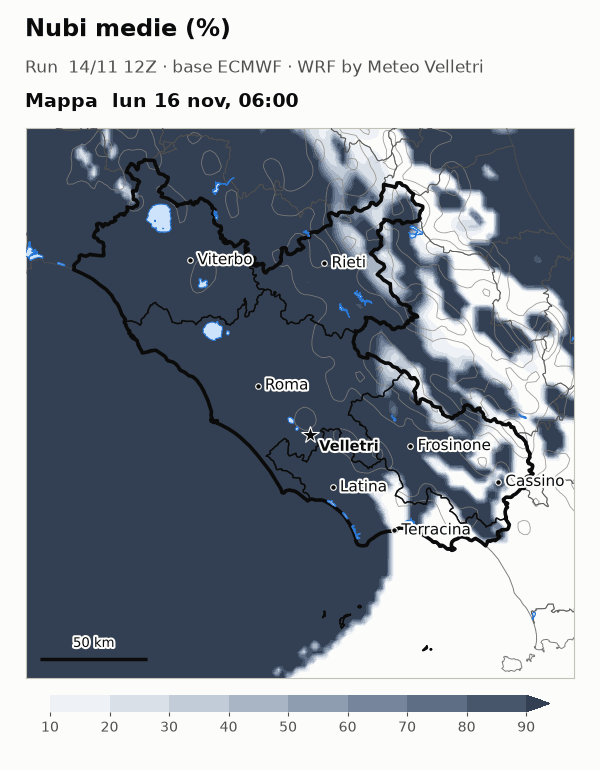 Nubi medie (%)
Run  14/11 12Z · base ECMWF · WRF by Meteo Velletri
Mappa  lun 16 nov, 06:00
Viterbo
Rieti
Roma
Velletri
Frosinone
Cassino
Latina
Terracina
50 km
10 20 30 40 50 60 70 80 90